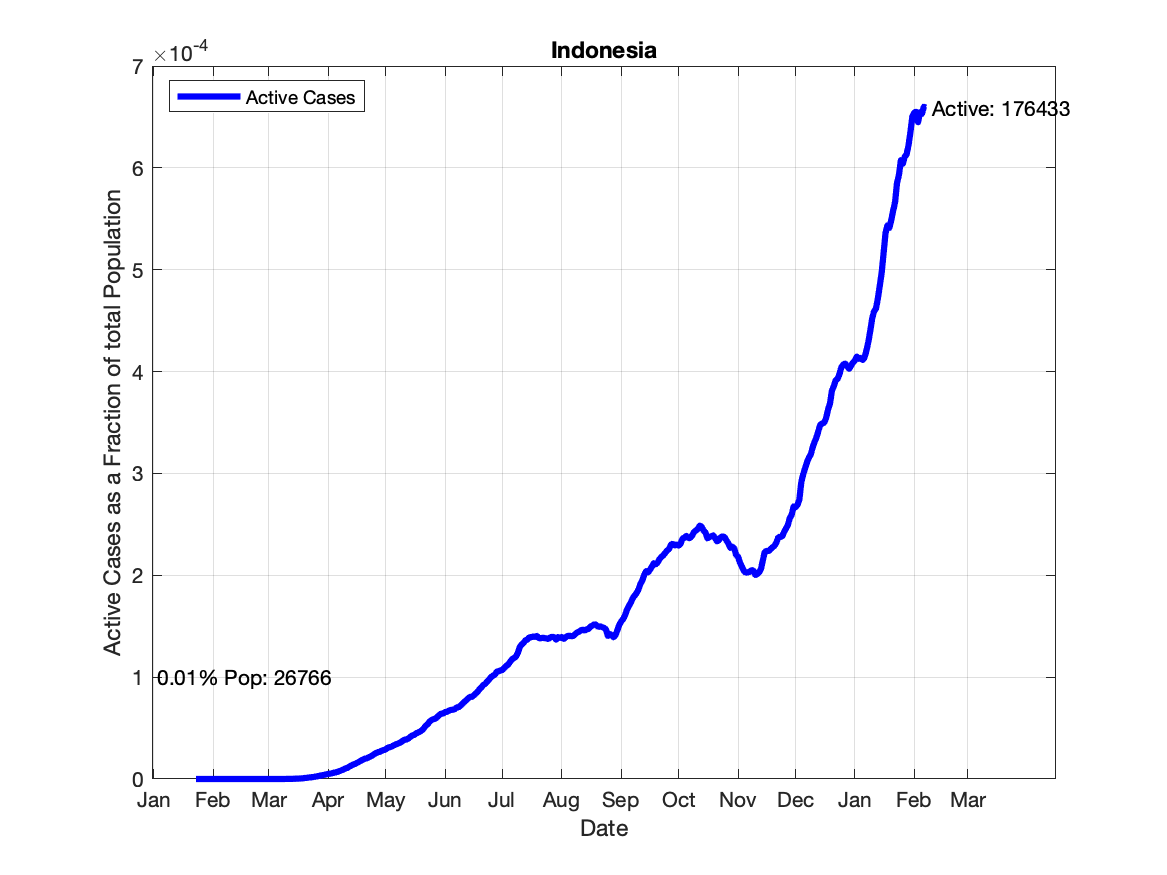 Indonesia
×10-4
7
Active Cases
Active: 176433
6
5
4
3
2
1
0.01% Pop: 26766
0
Active Cases as a Fraction of total Population
Jan Feb Mar Apr May Jun Jul Aug Sep Oct Nov Dec Jan Feb Mar
Date